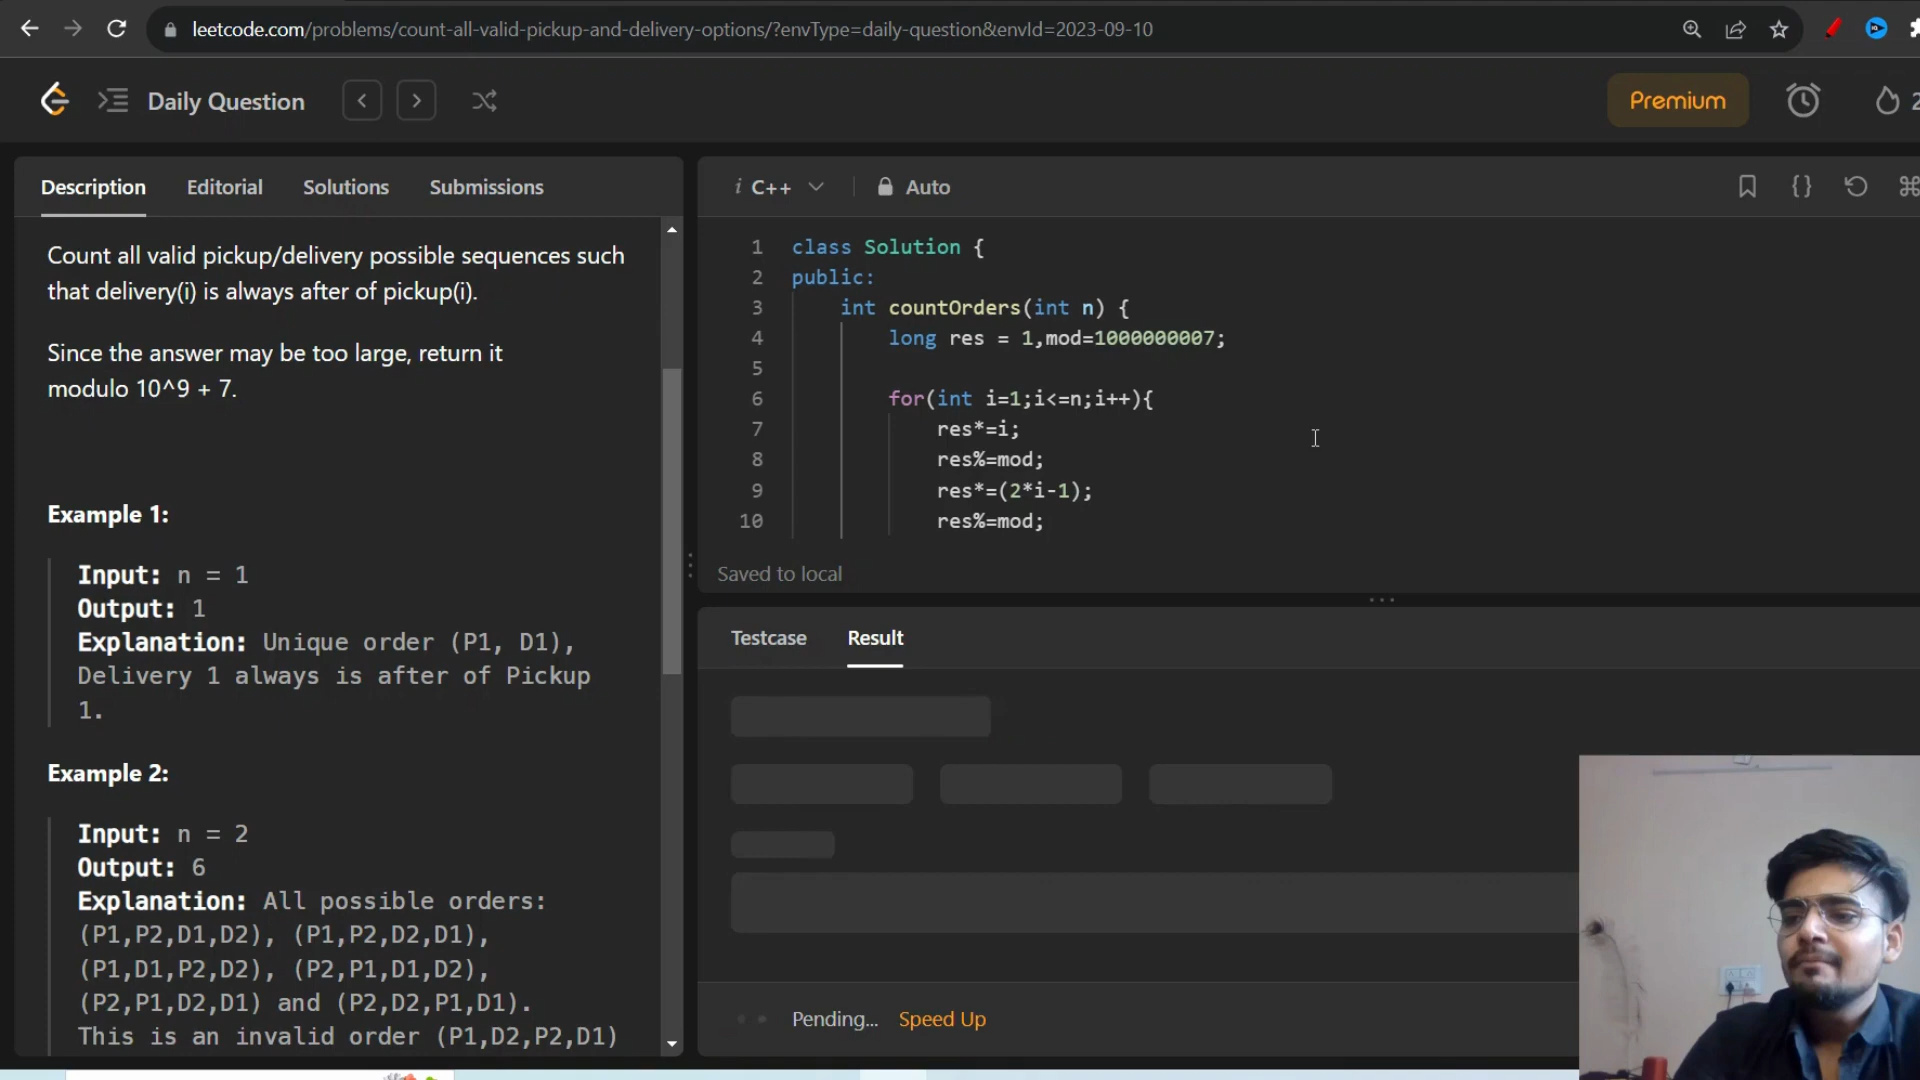 leetcode.com/problems/count-all-valid-pickup-and-delivery-options/?envType=daily-question&envId=2023-09-10
Daily Question
Premium
2
Description Editorial Solutions Submissions
Count all valid pickup/delivery possible sequences such
that delivery(i) is always after of pickup(i).
Since the answer may be too large, return it
modulo 10^9 + 7.
Example 1:
Input: n = 1
Output: 1
Explanation: Unique order (P1, D1),
Delivery 1 always is after of Pickup
1.
Example 2:
Input: n = 2
Output: 6
Explanation: All possible orders:
(P1,P2,D1,D2), (P1,P2,D2,D1),
(P1,D1,P2,D2), (P2,P1,D1,D2),
(P2,P1,D2,D1) and (P2,D2,P1,D1).
This is an invalid order (P1,D2,P2,D1)
i C++ Auto
1 class Solution {
2 public:
3 int countOrders(int n) {
4 long res = 1,mod=1000000007;
5
6 for(int i=1;i<=n;i++){
7 res*=i;
8 res%=mod;
9 res*=(2*i-1);
10 res%=mod;
Saved to local
Testcase Result
Pending... Speed Up